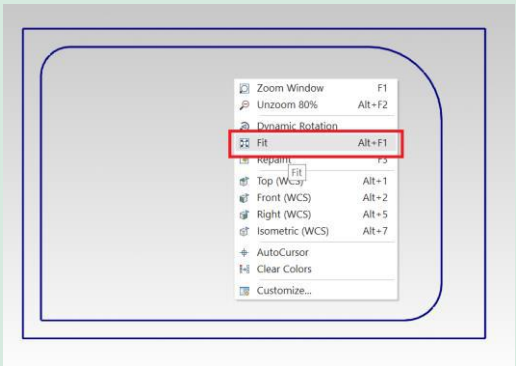 Zoom Window F1
Unzoom 80% Alt+F2
Dynamic Rotation
Fit Alt+F1
Repaint F3
Fit
Top (WCS) Alt+1
Front (WCS) Alt+2
Right (WCS) Alt+5
Isometric (WCS) Alt+7
AutoCursor
Clear Colors
Customize...